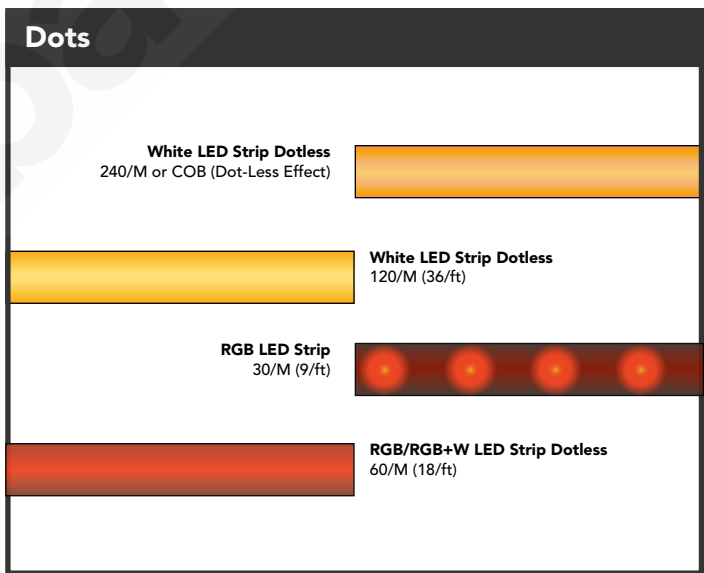 Dots
White LED Strip Dotless
240/M or COB (Dot-Less Effect)
White LED Strip Dotless
120/M (36/ft)
RGB LED Strip
30/M (9/ft)
RGB/RGB+W LED Strip Dotless
60/M (18/ft)